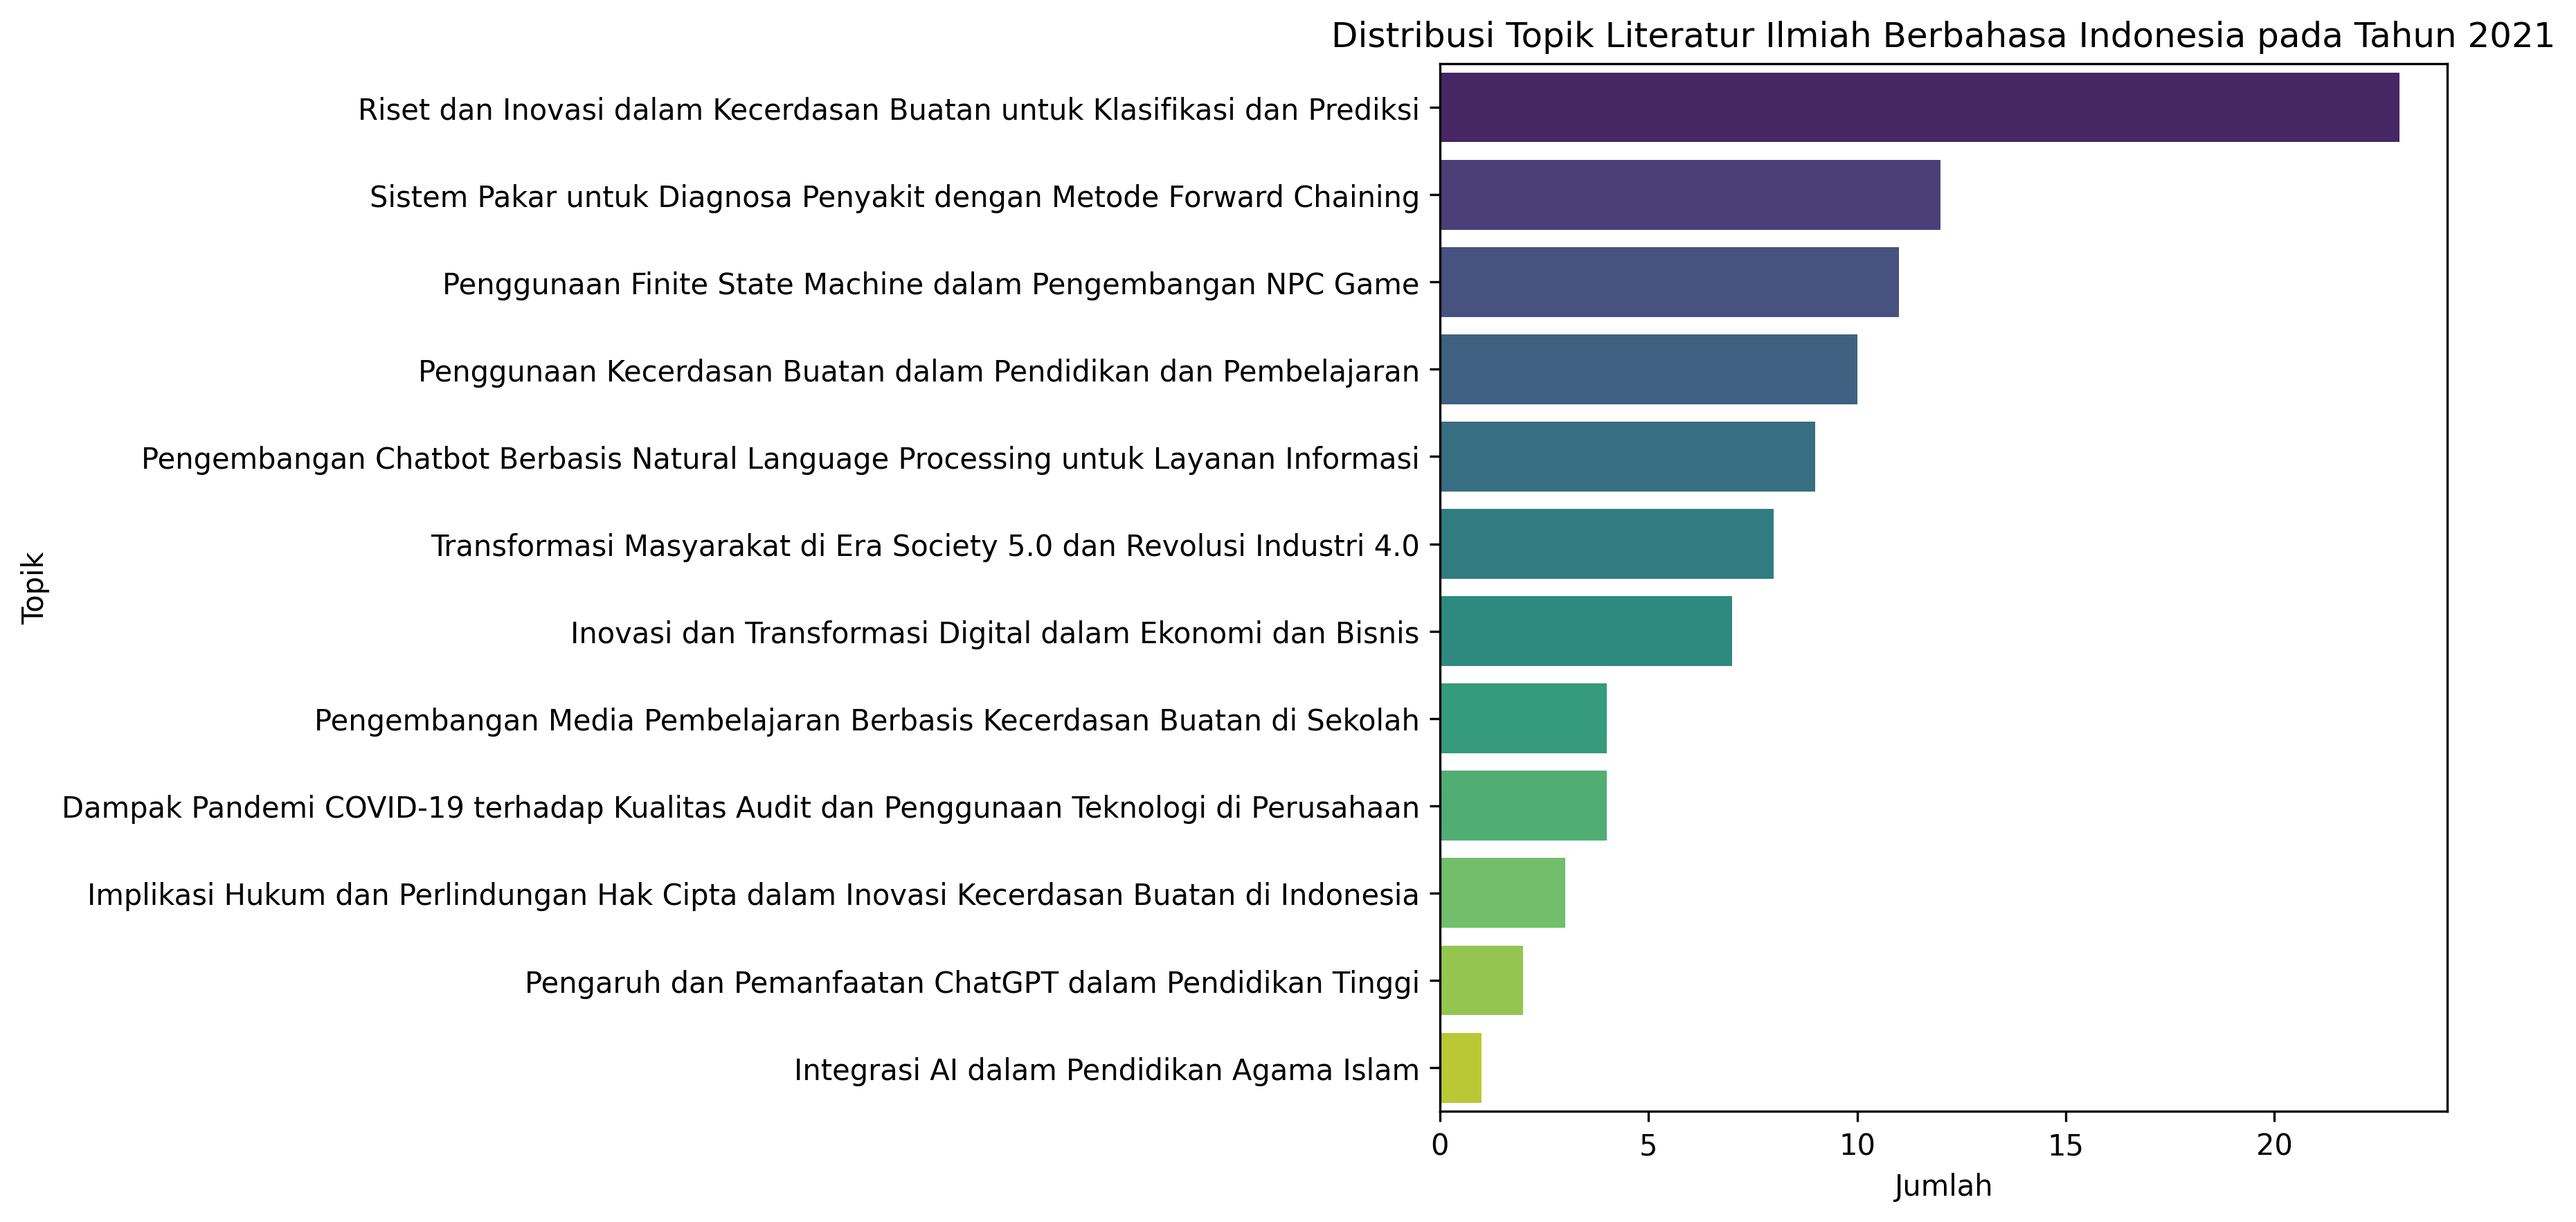 Distribusi Topik Literatur Ilmiah Berbahasa Indonesia pada Tahun 2021
Topik
Riset dan Inovasi dalam Kecerdasan Buatan untuk Klasifikasi dan Prediksi
Sistem Pakar untuk Diagnosa Penyakit dengan Metode Forward Chaining
Penggunaan Finite State Machine dalam Pengembangan NPC Game
Penggunaan Kecerdasan Buatan dalam Pendidikan dan Pembelajaran
Pengembangan Chatbot Berbasis Natural Language Processing untuk Layanan Informasi
Transformasi Masyarakat di Era Society 5.0 dan Revolusi Industri 4.0
Inovasi dan Transformasi Digital dalam Ekonomi dan Bisnis
Pengembangan Media Pembelajaran Berbasis Kecerdasan Buatan di Sekolah
Dampak Pandemi COVID-19 terhadap Kualitas Audit dan Penggunaan Teknologi di Perusahaan
Implikasi Hukum dan Perlindungan Hak Cipta dalam Inovasi Kecerdasan Buatan di Indonesia
Pengaruh dan Pemanfaatan ChatGPT dalam Pendidikan Tinggi
Integrasi AI dalam Pendidikan Agama Islam
0 5 10 15 20
Jumlah